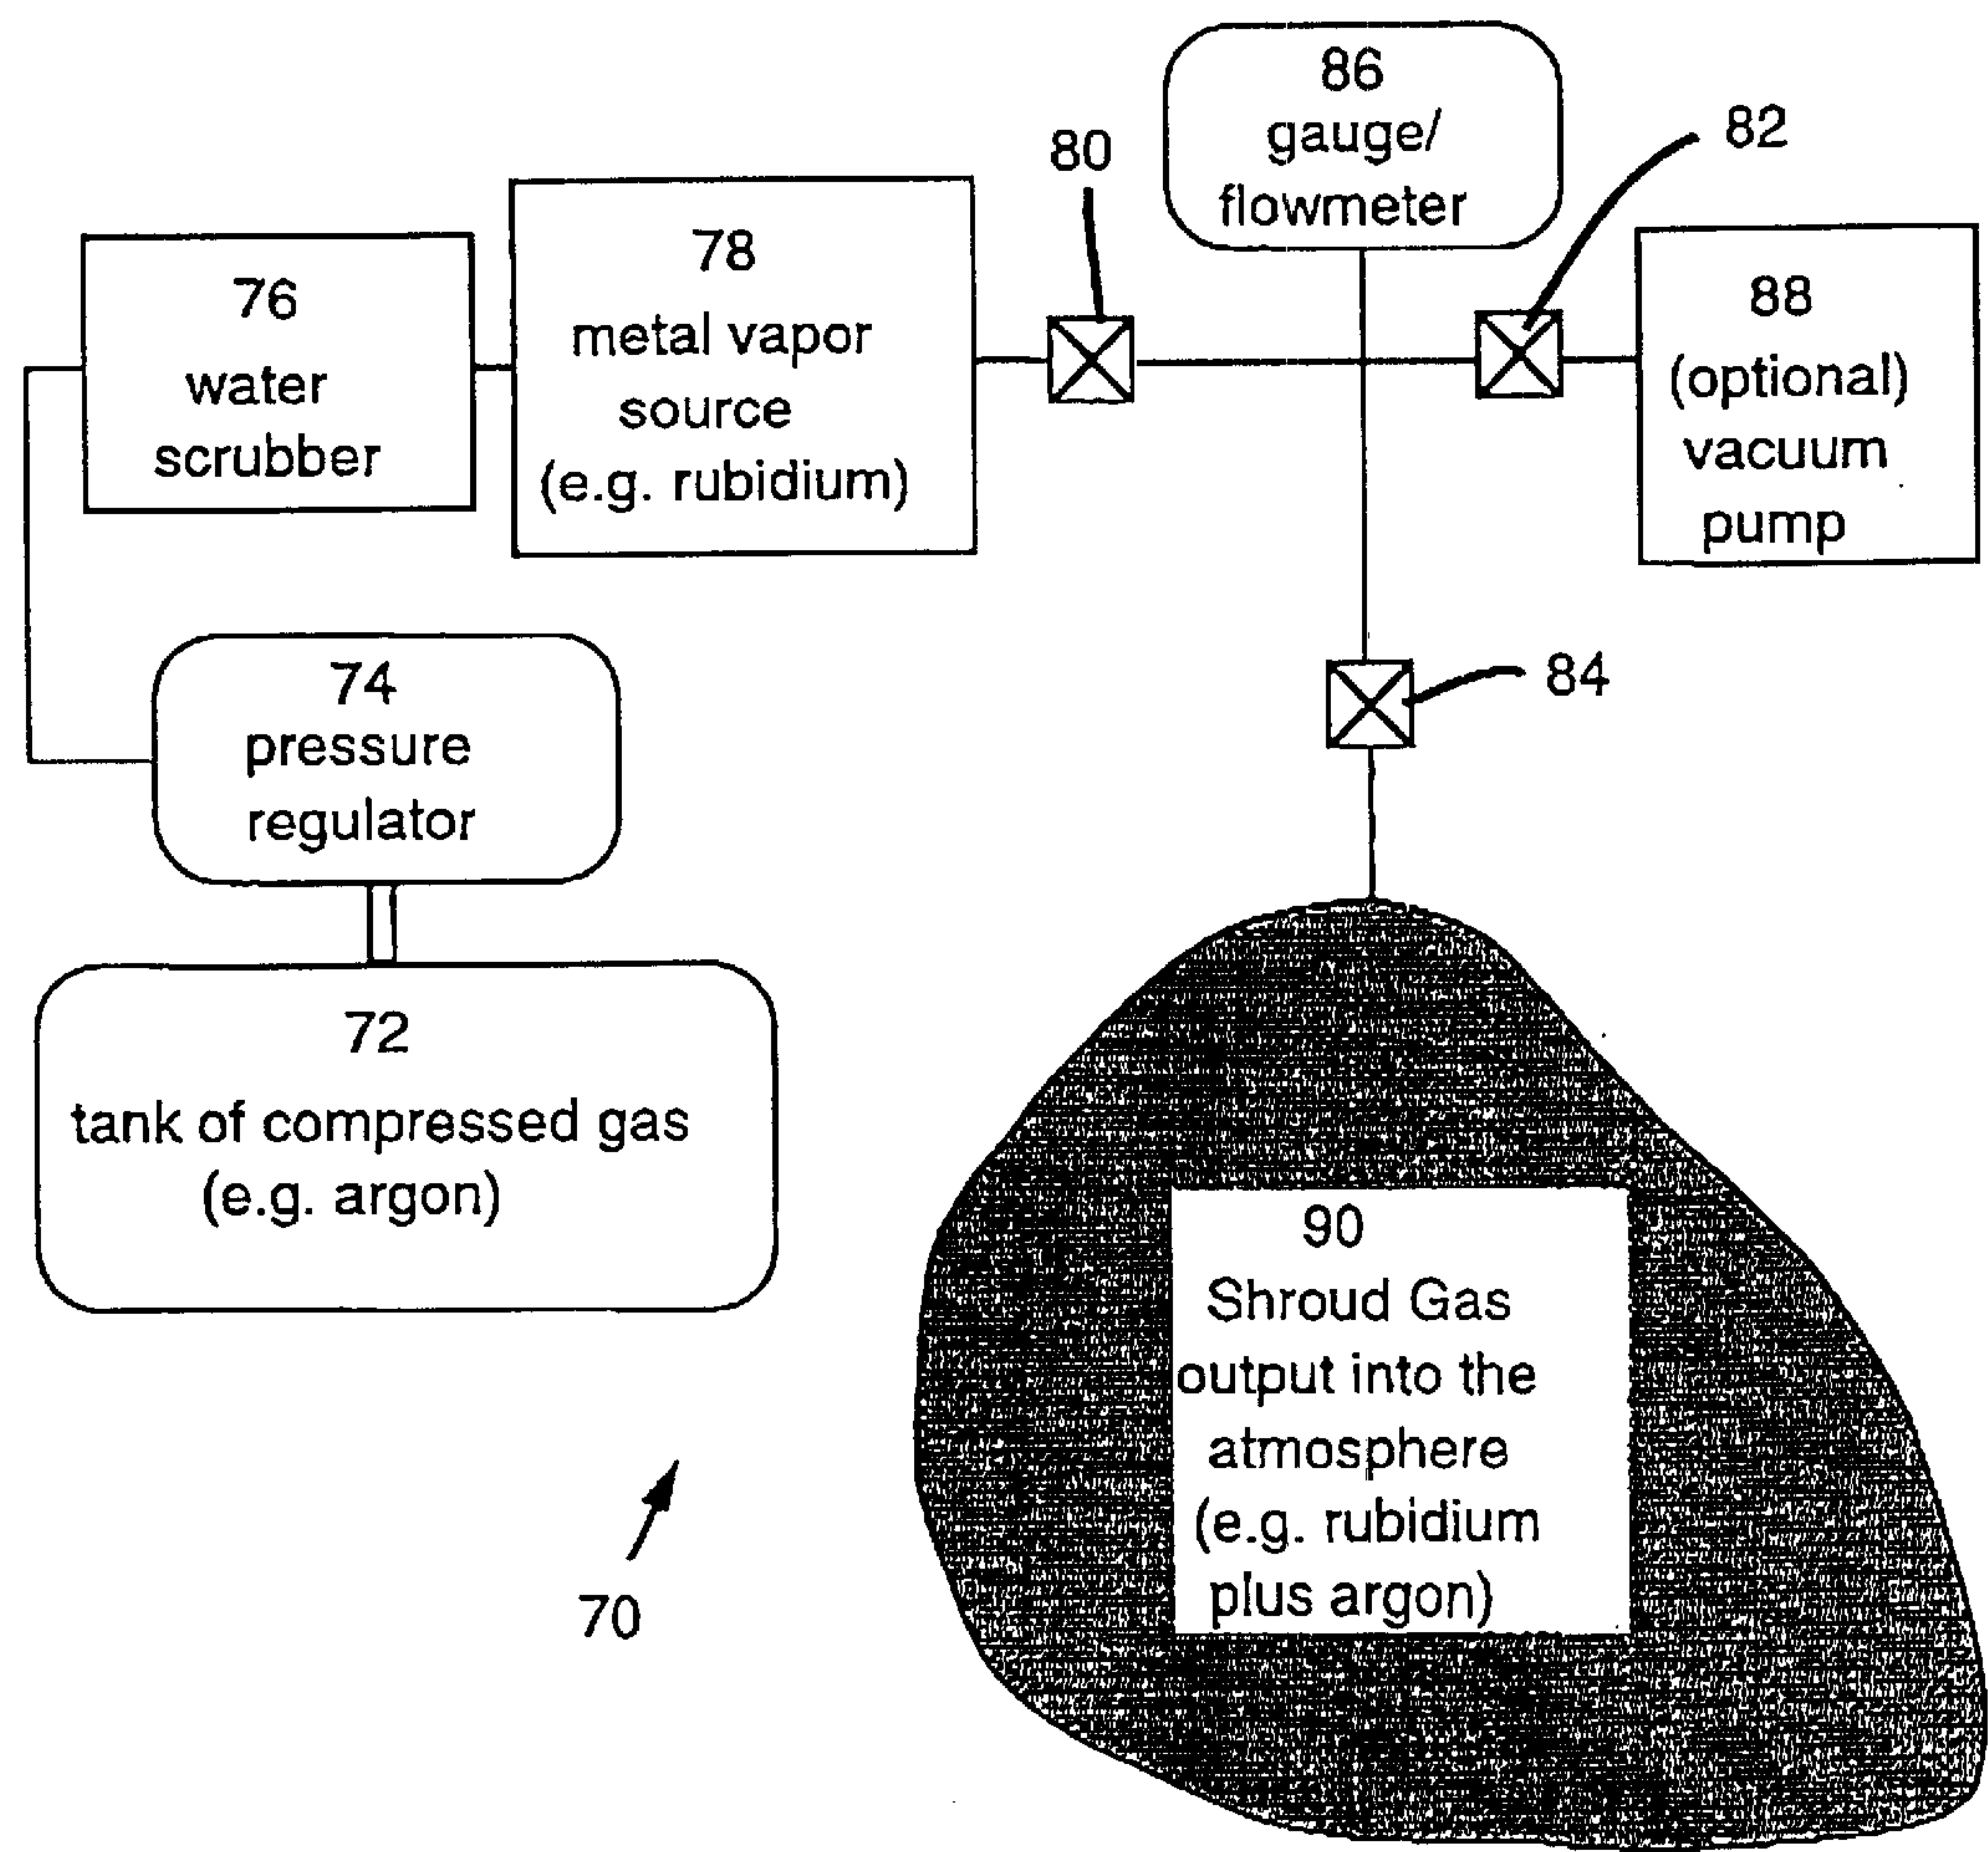 86
gauge/
flowmeter
82
80
78
metal vapor
source
(e.g. rubidium)
76
water
scrubber
88
(optional)
vacuum
pump
74
pressure
regulator
84
72
tank of compressed gas
(e.g. argon)
90
Shroud Gas
output into the
atmosphere
(e.g. rubidium
plus argon)
70